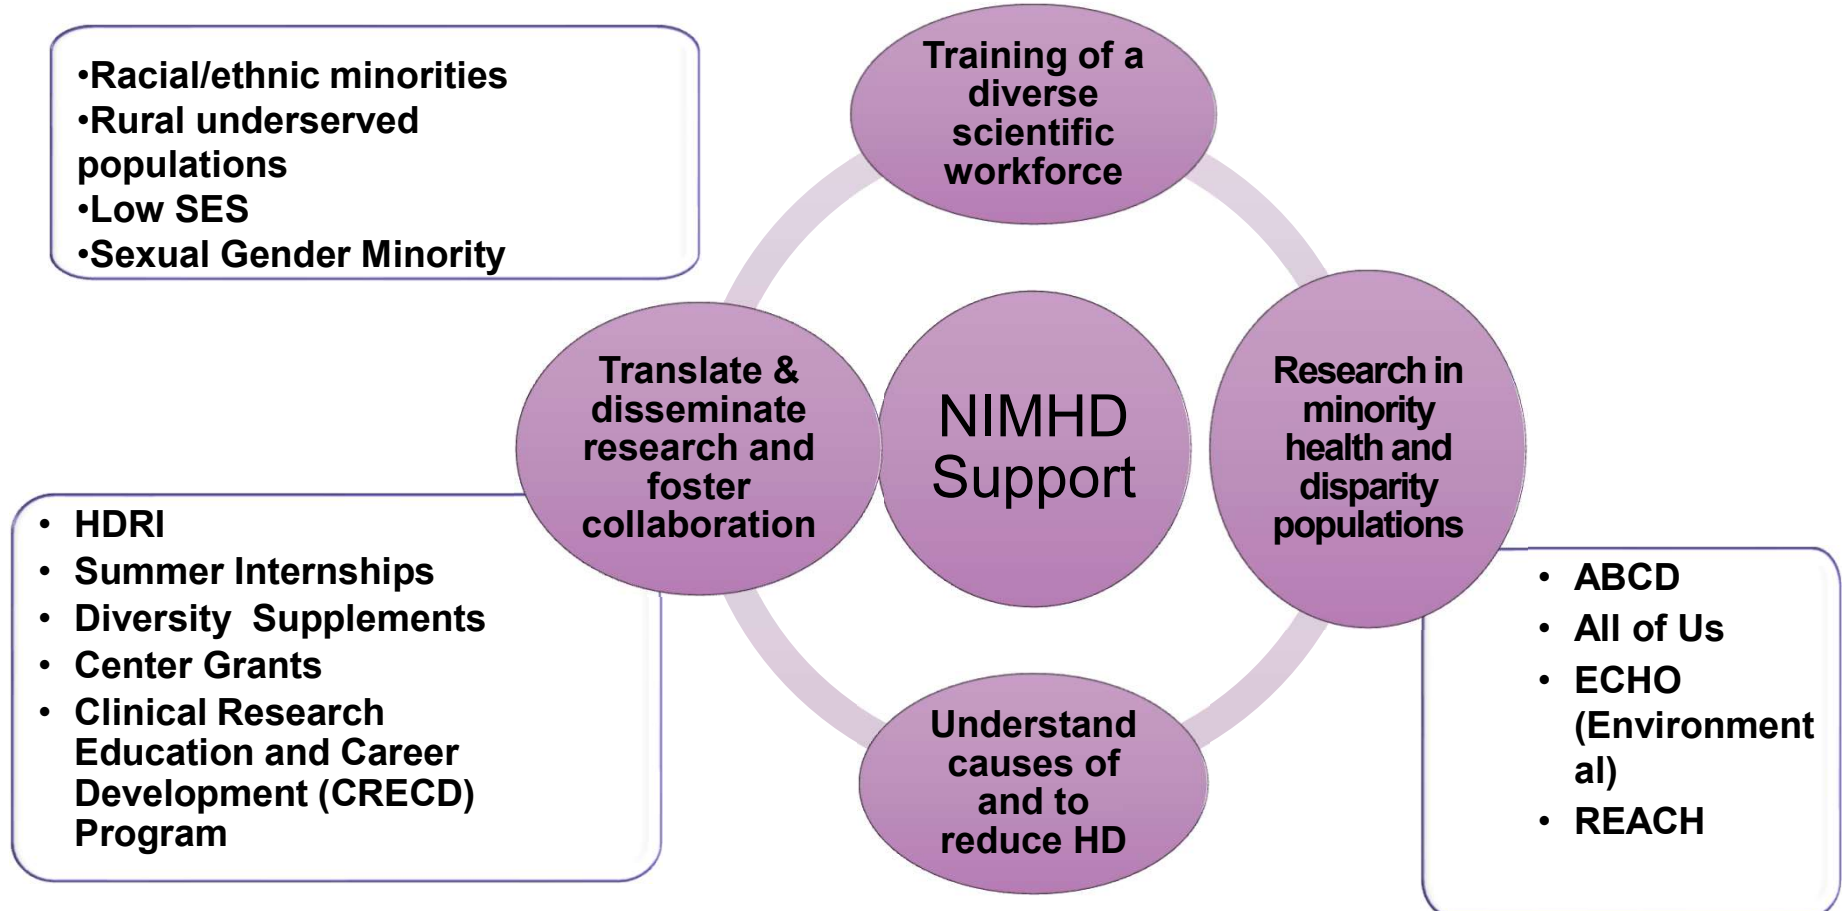 •Racial/ethnic minorities
•Rural underserved
populations
•Low SES
•Sexual Gender Minority
Training of a
diverse
scientific
workforce
Translate &
disseminate
research and
foster
collaboration
NIMHD
Support
Research in
minority
health and
disparity
populations
• HDRI
• Summer Internships
• Diversity  Supplements
• Center Grants
• Clinical Research
Education and Career
Development (CRECD)
Program
Understand
causes of
and to
reduce HD
• ABCD
• All of Us
• ECHO
(Environment
al)
• REACH